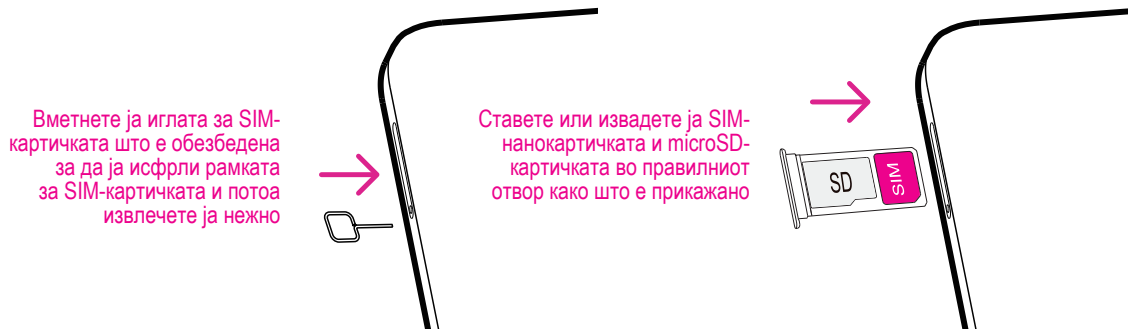 Вметнете ја иглата за SIM-
картичката што е обезбедена
за да ја исфрли рамката
за SIM-картичката и потоа
извлечете ја нежно
Ставете или извадете ја SIM-
нанокартичката и microSD-
картичката во правилниот
отвор како што е прикажано
SD
SIM